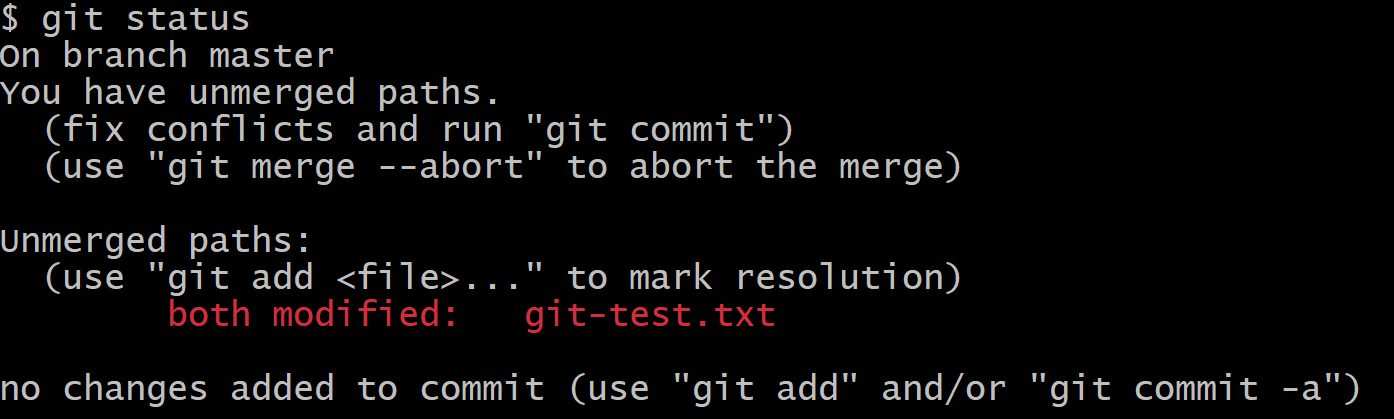 $ git status
On branch master
You have unmerged paths.
  (fix conflicts and run "git commit")
  (use "git merge --abort" to abort the merge)

Unmerged paths:
  (use "git add <file>..." to mark resolution)
        both modified:   git-test.txt

no changes added to commit (use "git add" and/or "git commit -a")